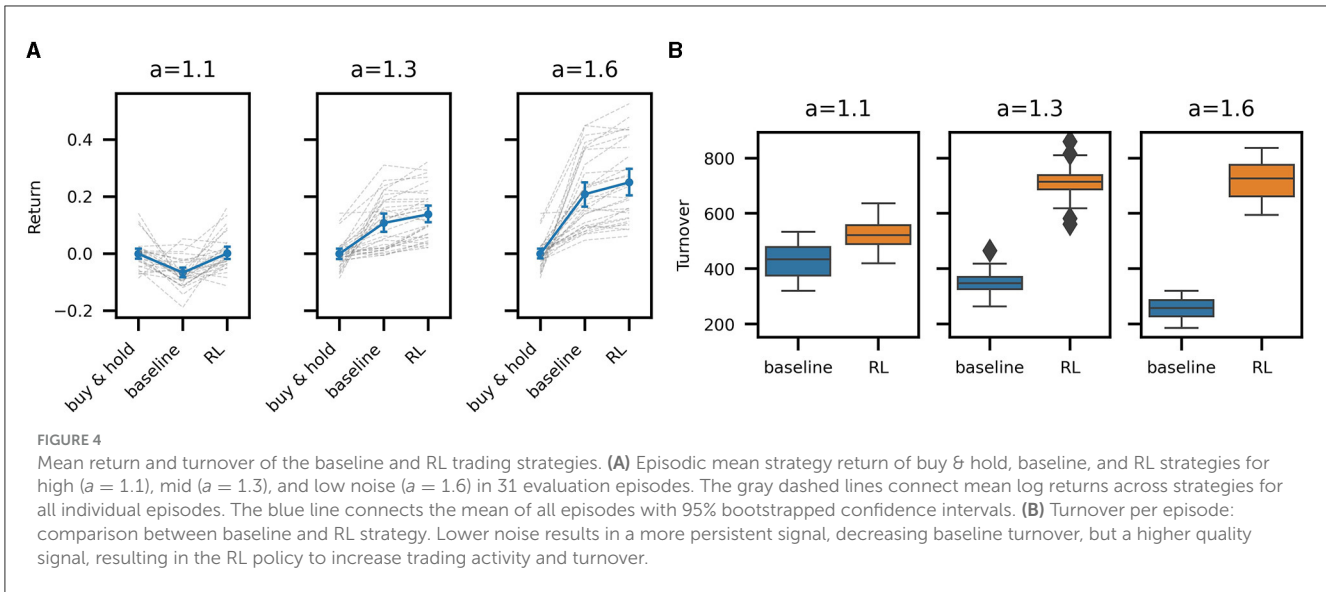 A
a=1.1
a=1.3
a=1.6
Return
0.4
0.2
0.0
−0.2
buy & hold
baseline
RL
buy & hold
baseline
RL
buy & hold
baseline
RL
B
a=1.1
a=1.3
a=1.6
Turnover
800
600
400
200
baseline
RL
baseline
RL
baseline
RL
FIGURE 4
Mean return and turnover of the baseline and RL trading strategies. (A) Episodic mean strategy return of buy & hold, baseline, and RL strategies for
high (a = 1.1), mid (a = 1.3), and low noise (a = 1.6) in 31 evaluation episodes. The gray dashed lines connect mean log returns across strategies for
all individual episodes. The blue line connects the mean of all episodes with 95% bootstrapped confidence intervals. (B) Turnover per episode:
comparison between baseline and RL strategy. Lower noise results in a more persistent signal, decreasing baseline turnover, but a higher quality
signal, resulting in the RL policy to increase trading activity and turnover.